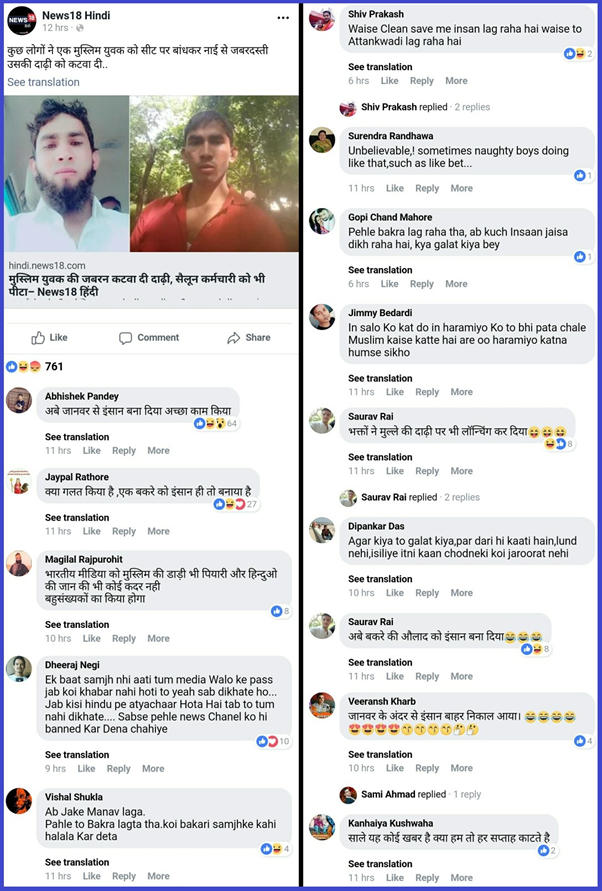 NEWS 18
हिंदी
News18 Hindi
12 hrs ·
कुछ लोगों ने एक मुस्लिम युवक को सीट पर बांधकर नाई से जबरदस्ती
उसकी दाढ़ी को कटवा दी..
See translation
hindi.news18.com
मुस्लिम युवक की जबरन कटवा दी दाढ़ी, सैलून कर्मचारी को भी
पीटा– News18 हिंदी
Like Comment Share
761
Abhishek Pandey
अबे जानवर से इंसान बना दिया अच्छा काम किया
64
See translation
11 hrs Like Reply More
Jaypal Rathore
क्या गलत किया है ,एक बकरे को इंसान ही तो बनाया है
27
See translation
11 hrs Like Reply More
Magilal Rajpurohit
भारतीय मीडिया को मुस्लिम की डाड़ी भी पियारी और हिन्दुओ
की जान की भी कोई कदर नही
बहुसंख्यकों का किया होगा
8
See translation
10 hrs Like Reply More
Dheeraj Negi
Ek baat samjh nhi aati tum media Walo ke pass
jab koi khabar nahi hoti to yeah sab dikhate ho...
Jab kisi hindu pe atyachaar Hota Hai tab to tum
nahi dikhate.... Sabse pehle news Chanel ko hi
banned Kar Dena chahiye
10
See translation
9 hrs Like Reply More
Vishal Shukla
Ab Jake Manav laga.
Pahle to Bakra lagta tha.koi bakari samjhke kahi
halala Kar deta
4
See translation
11 hrs Like Reply More
Shiv Prakash
Waise Clean save me insan lag raha hai waise to
Attankwadi lag raha hai
2
See translation
6 hrs Like Reply More
Shiv Prakash replied · 2 replies
Surendra Randhawa
Unbelievable,! sometimes naughty boys doing
like that,such as like bet...
1
11 hrs Like Reply More
Gopi Chand Mahore
Pehle bakra lag raha tha, ab kuch Insaan jaisa
dikh raha hai, kya galat kiya bey
1
See translation
6 hrs Like Reply More
Jimmy Bedardi
In salo Ko kat do in haramiyo Ko to bhi pata chale
Muslim kaise katte hai are oo haramiyo katna
humse sikho
See translation
11 hrs Like Reply More
Saurav Rai
भक्तों ने मुल्ले की दाढ़ी पर भी लॉन्चिंग कर दिया😝😝😝
8
See translation
11 hrs Like Reply More
Saurav Rai replied · 2 replies
Dipankar Das
Agar kiya to galat kiya,par dari hi kaati hain,lund
nehi,isiliye itni kaan chodneki koi jaroorat nehi
See translation
10 hrs Like Reply More
Saurav Rai
अबे बकरे की औलाद को इंसान बना दिया😂😂😂
8
See translation
11 hrs Like Reply More
Veeransh Kharb
जानवर के अंदर से इंसान बाहर निकाल आया। 😂😂😂😂
😍😍😍😍😙😙😙😙🤔🤔
4
See translation
10 hrs Like Reply More
Sami Ahmad replied · 1 reply
Kanhaiya Kushwaha
साले यह कोई खबर है क्या हम तो हर सप्ताह काटते है
2
See translation
11 hrs Like Reply More